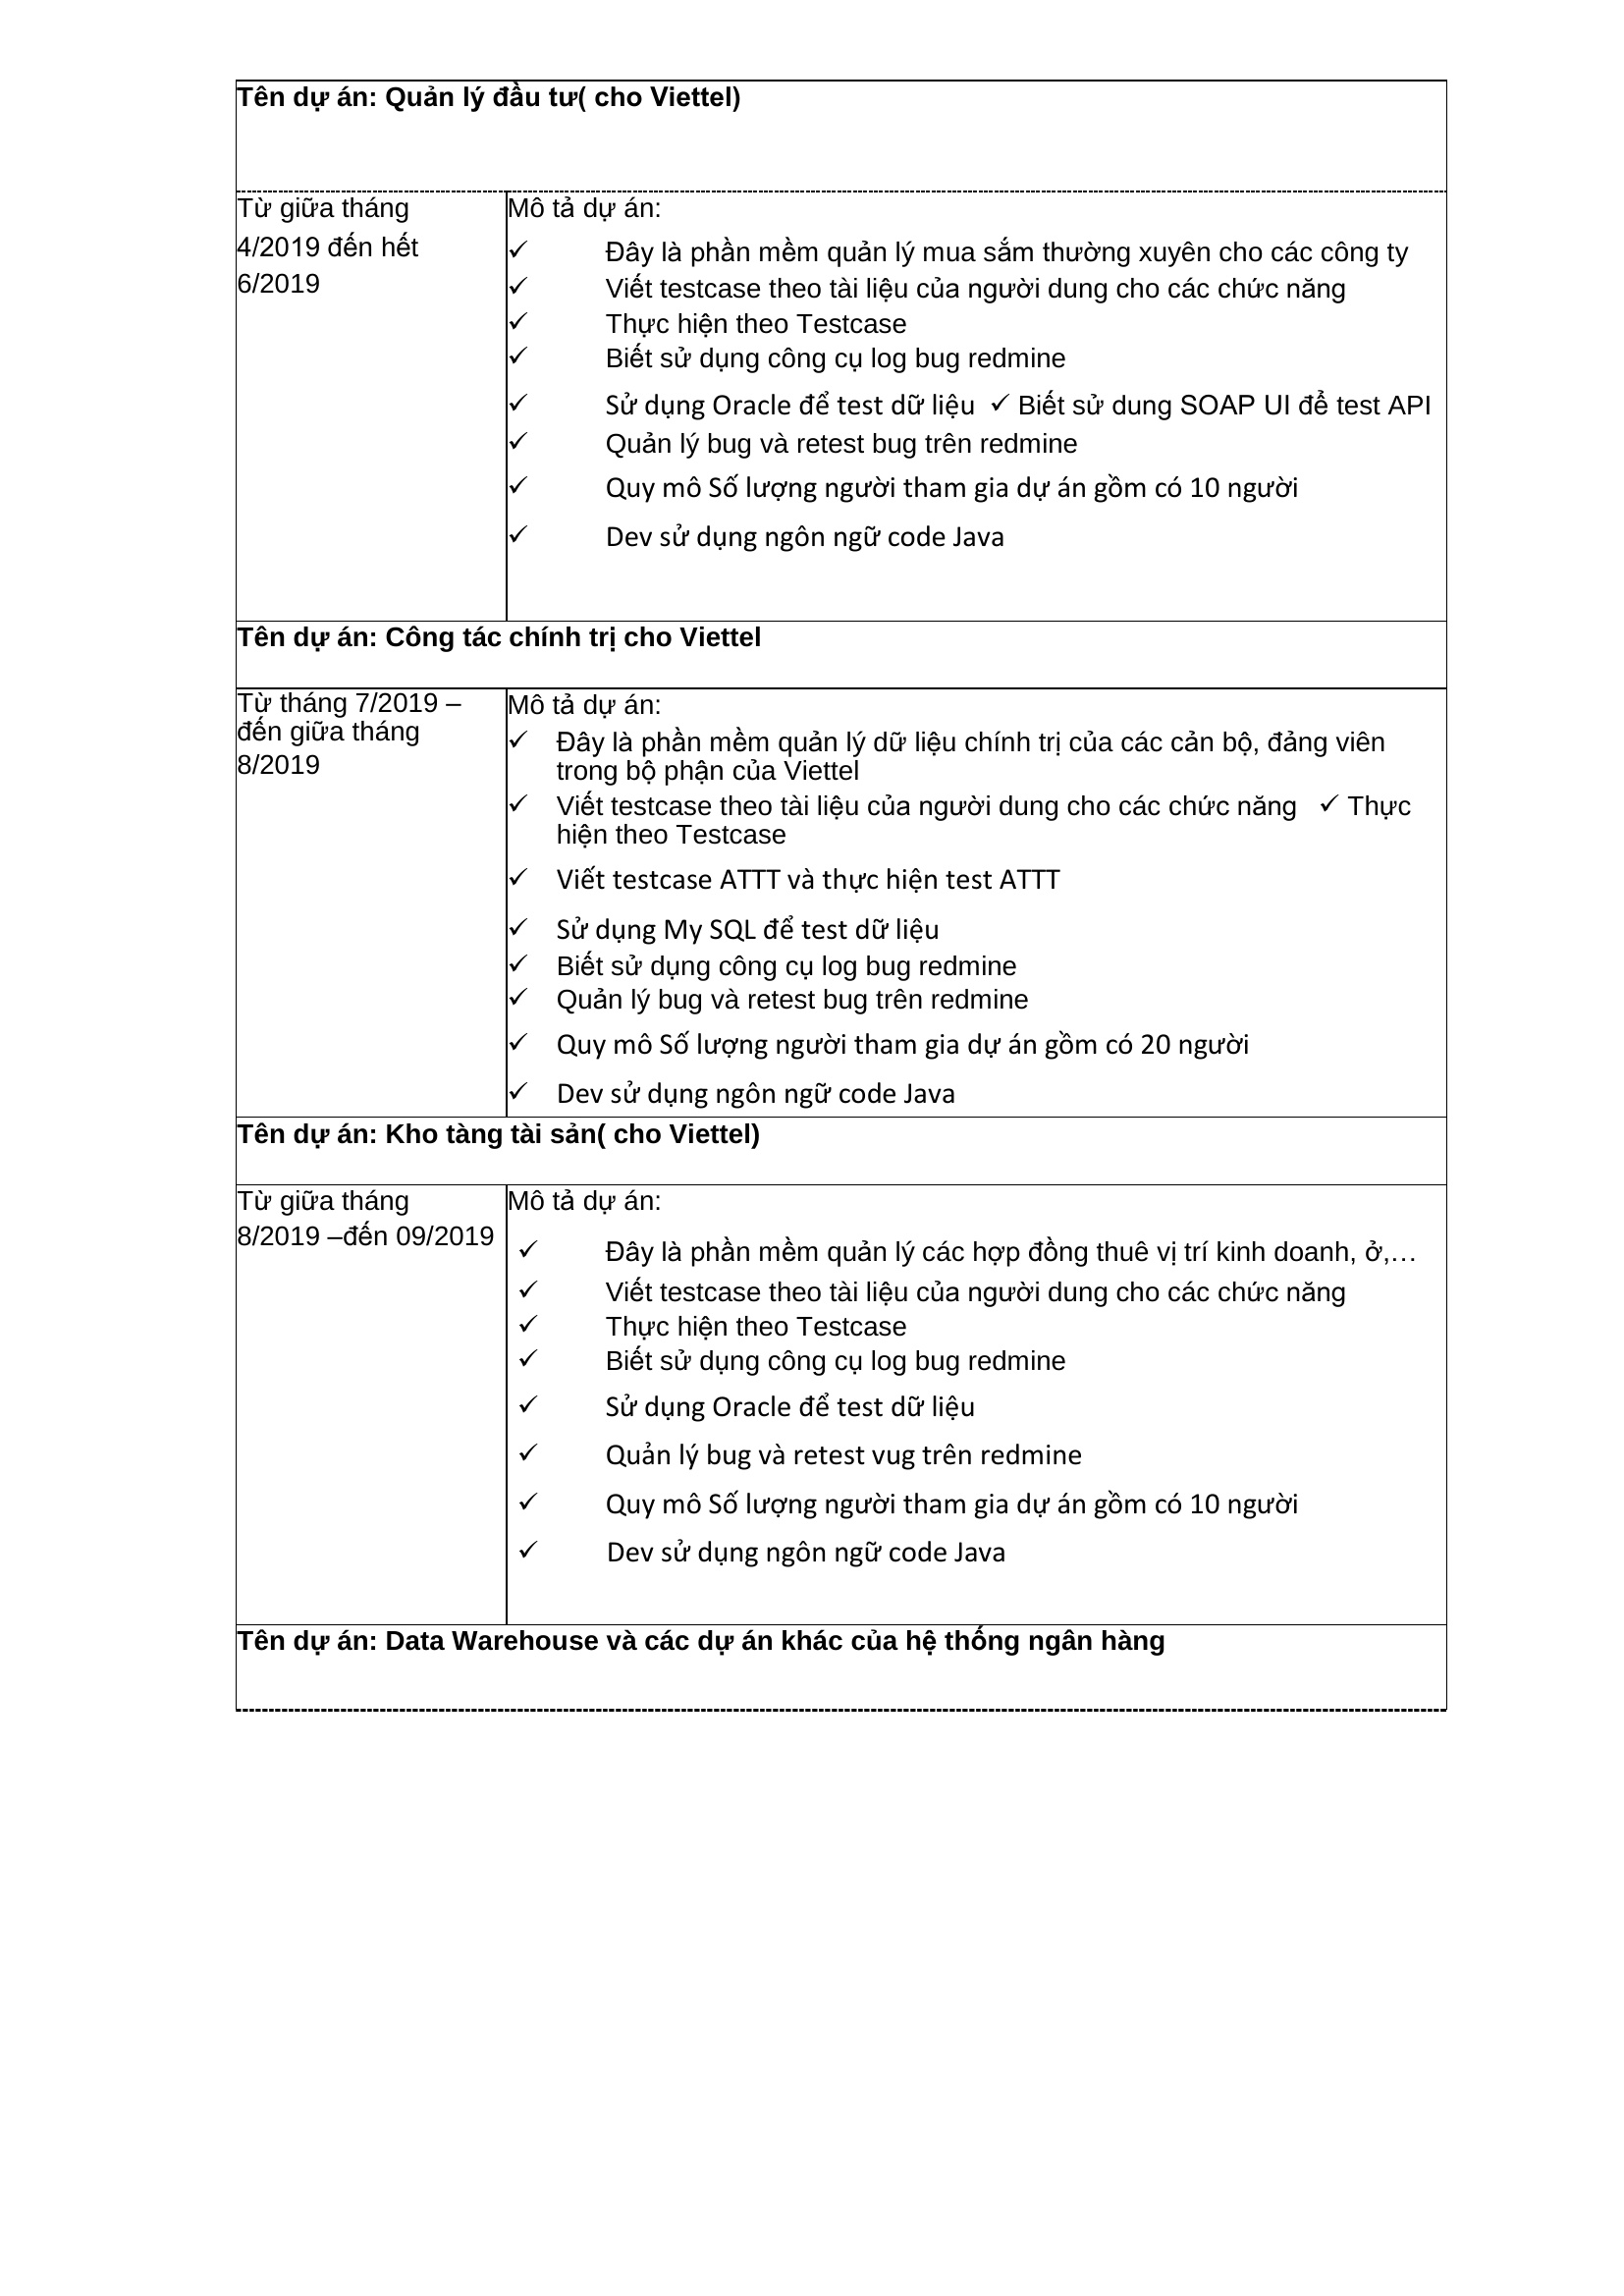 Tên dự án: Quản lý đầu tư( cho Viettel)
Từ giữa tháng
4/2019 đến hết
6/2019
Mô tả dự án:
✓ Đây là phần mềm quản lý mua sắm thường xuyên cho các công ty
✓ Viết testcase theo tài liệu của người dung cho các chức năng
✓ Thực hiện theo Testcase
✓ Biết sử dụng công cụ log bug redmine
✓ Sử dụng Oracle để test dữ liệu ✓ Biết sử dung SOAP UI để test API
✓ Quản lý bug và retest bug trên redmine
✓ Quy mô Số lượng người tham gia dự án gồm có 10 người
✓ Dev sử dụng ngôn ngữ code Java
Tên dự án: Công tác chính trị cho Viettel
Từ tháng 7/2019 –
đến giữa tháng
8/2019
Mô tả dự án:
✓ Đây là phần mềm quản lý dữ liệu chính trị của các cản bộ, đảng viên
trong bộ phận của Viettel
✓ Viết testcase theo tài liệu của người dung cho các chức năng ✓ Thực
hiện theo Testcase
✓ Viết testcase ATTT và thực hiện test ATTT
✓ Sử dụng My SQL để test dữ liệu
✓ Biết sử dụng công cụ log bug redmine
✓ Quản lý bug và retest bug trên redmine
✓ Quy mô Số lượng người tham gia dự án gồm có 20 người
✓ Dev sử dụng ngôn ngữ code Java
Tên dự án: Kho tàng tài sản( cho Viettel)
Từ giữa tháng
8/2019 –đến 09/2019
Mô tả dự án:
✓ Đây là phần mềm quản lý các hợp đồng thuê vị trí kinh doanh, ở,…
✓ Viết testcase theo tài liệu của người dung cho các chức năng
✓ Thực hiện theo Testcase
✓ Biết sử dụng công cụ log bug redmine
✓ Sử dụng Oracle để test dữ liệu
✓ Quản lý bug và retest vug trên redmine
✓ Quy mô Số lượng người tham gia dự án gồm có 10 người
✓ Dev sử dụng ngôn ngữ code Java
Tên dự án: Data Warehouse và các dự án khác của hệ thống ngân hàng